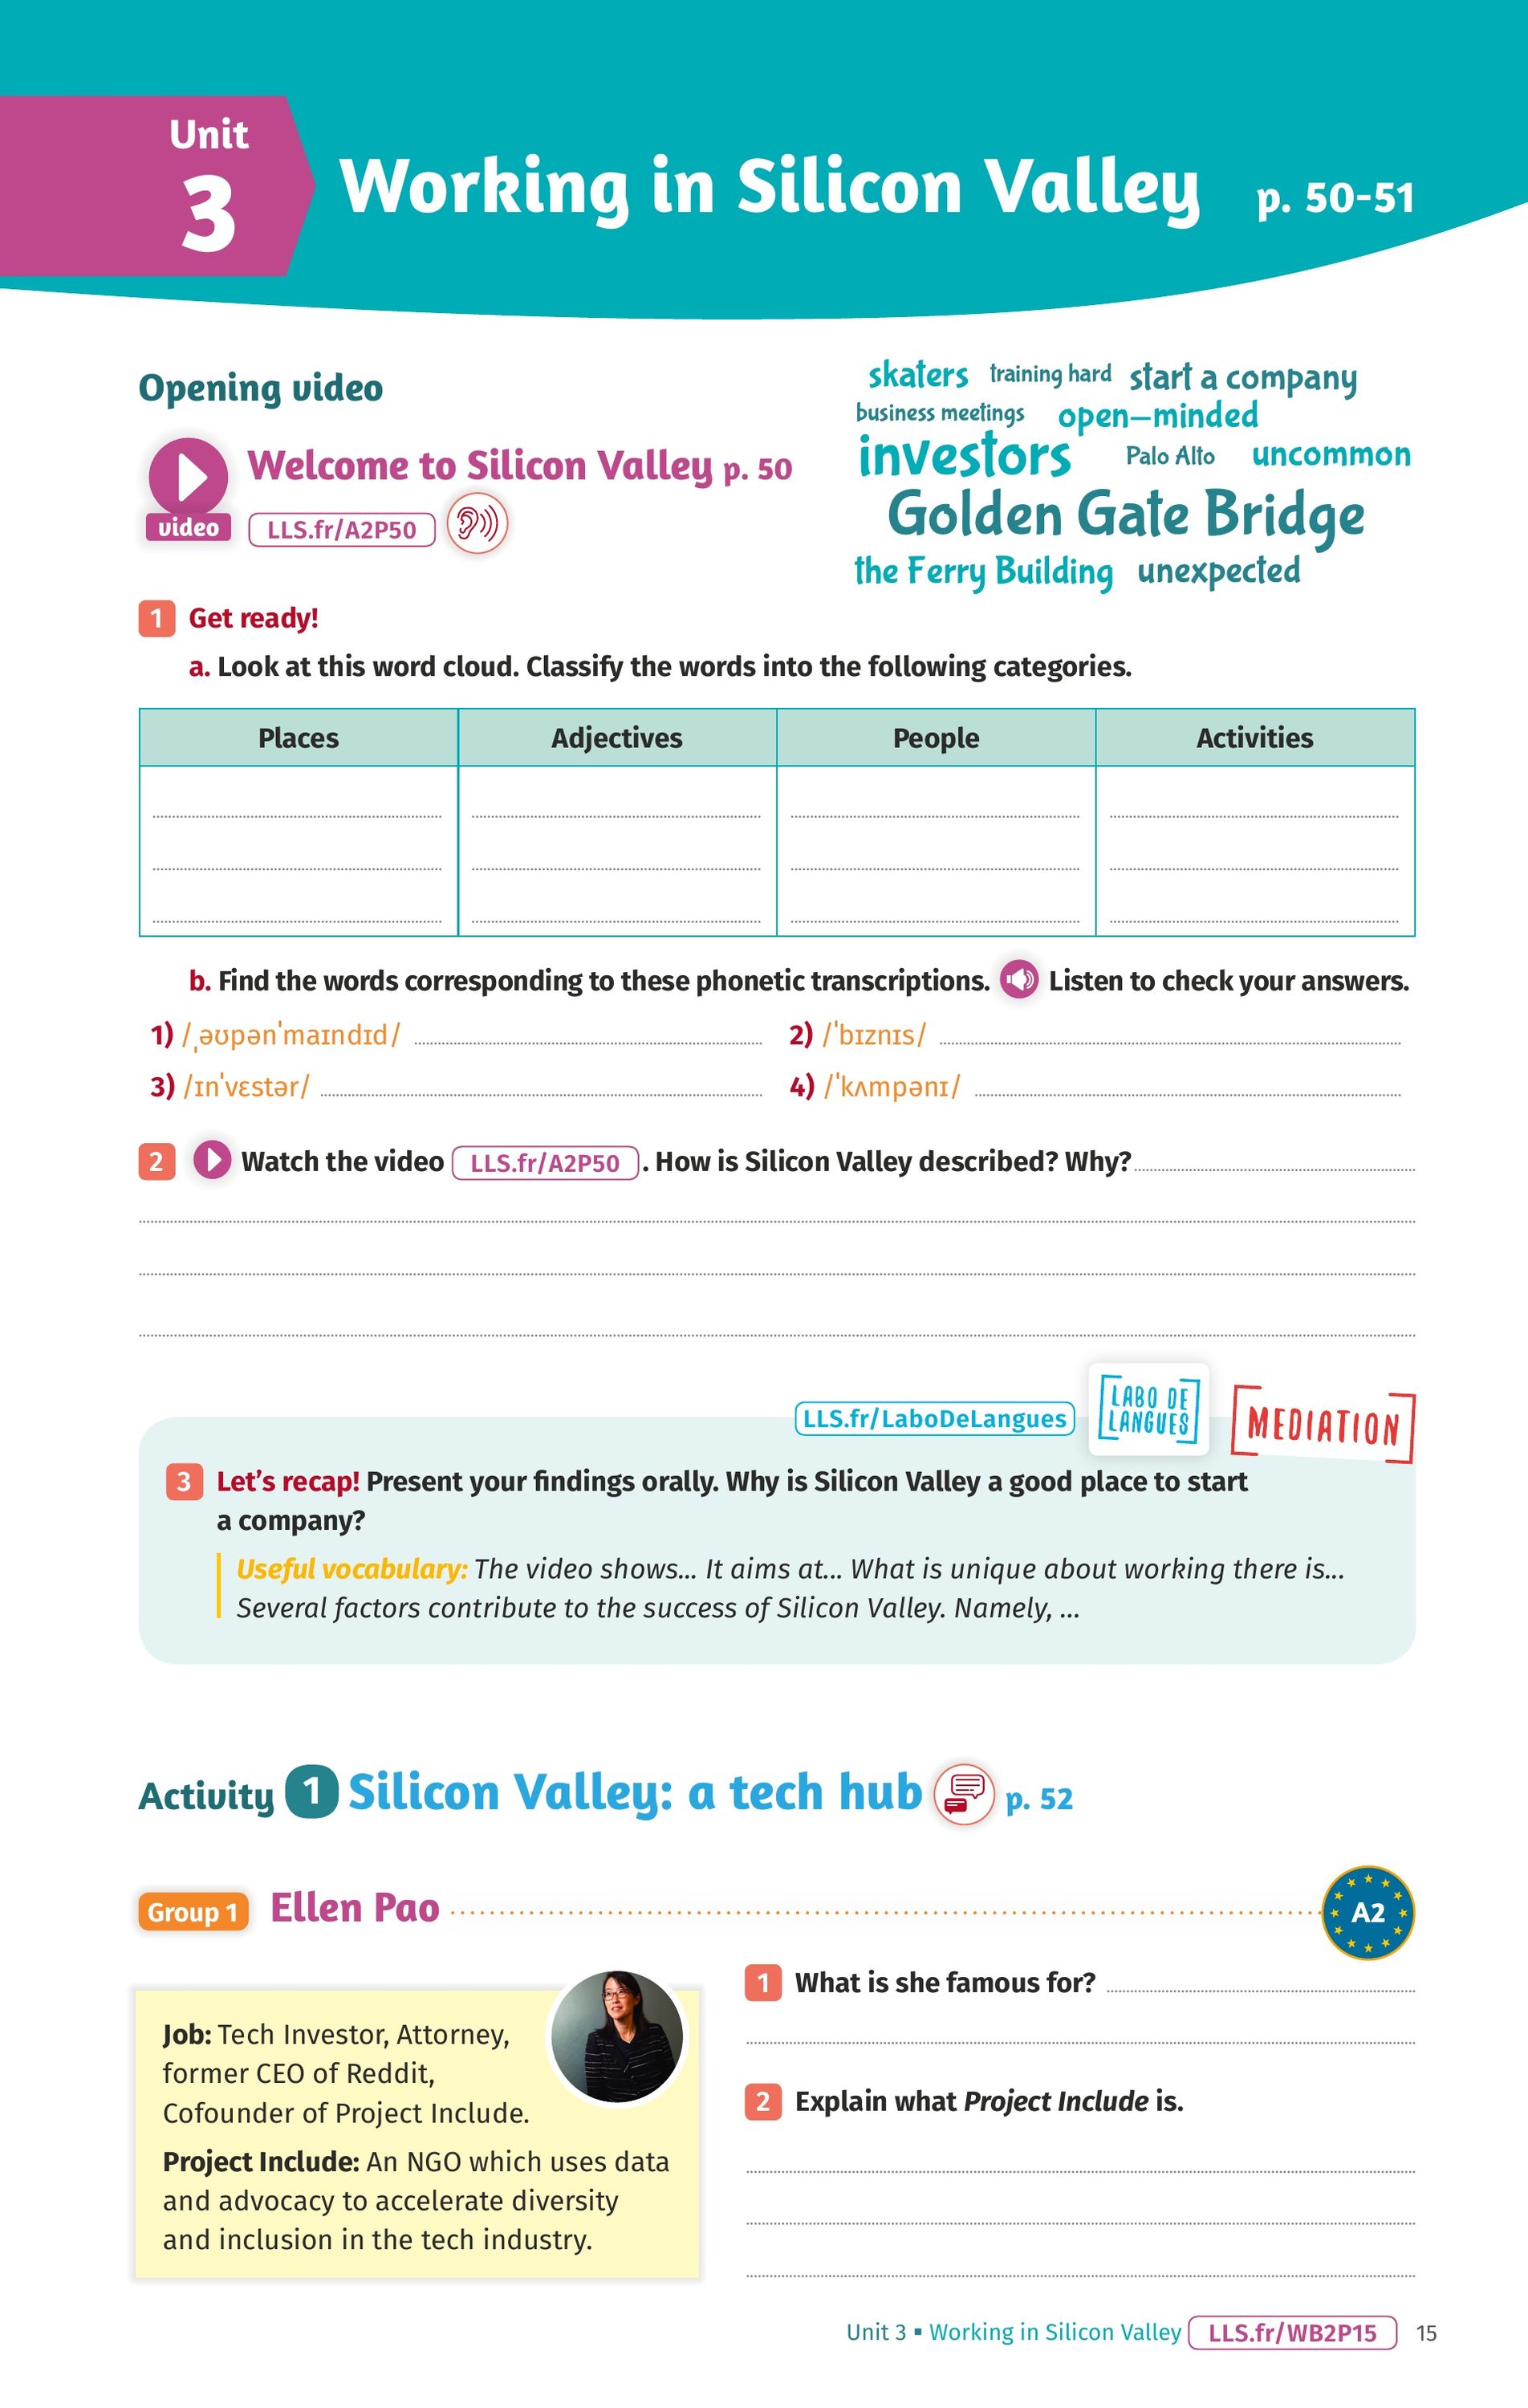 Unit
3
Working in Silicon Valley p. 50-51
Opening video
video
Welcome to Silicon Valley p. 50
LLS.fr/A2P50
skaters training hard start a company
business meetings open-minded
investors Palo Alto uncommon
Golden Gate Bridge
the Ferry Building unexpected
1 Get ready!
a. Look at this word cloud. Classify the words into the following categories.
Places Adjectives People Activities
b. Find the words corresponding to these phonetic transcriptions. Listen to check your answers.
1) /ˌəʊpənˈmaɪndɪd/ 2) /ˈbɪznɪs/
3) /ɪnˈvɛstər/ 4) /ˈkʌmpənɪ/
2 Watch the video LLS.fr/A2P50 . How is Silicon Valley described? Why?
LLS.fr/LaboDeLangues
LABO DE
LANGUES
MEDIATION
3 Let's recap! Present your findings orally. Why is Silicon Valley a good place to start
a company?
Useful vocabulary: The video shows... It aims at... What is unique about working there is...
Several factors contribute to the success of Silicon Valley. Namely, ...
Activity 1 Silicon Valley: a tech hub p. 52
Group 1 Ellen Pao
A2
Job: Tech Investor, Attorney,
former CEO of Reddit,
Cofounder of Project Include.
Project Include: An NGO which uses data
and advocacy to accelerate diversity
and inclusion in the tech industry.
1 What is she famous for?
2 Explain what Project Include is.
Unit 3 ▪ Working in Silicon Valley LLS.fr/WB2P15 15